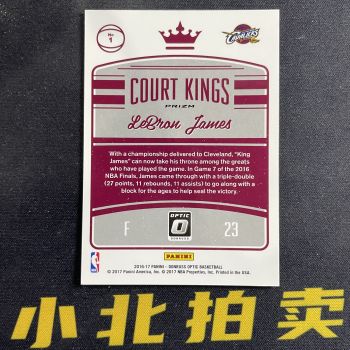 No.
1
CAVALIERS
COURT KINGS
PRIZM
LeBron James
With a championship delivered to Cleveland, "King
James" can now take his throne among the greats
who have played the game. In Game 7 of the 2016
NBA Finals, James came through with a triple-double
(27 points, 11 rebounds, 11 assists) to go along with a
block for the ages to help seal the victory.
F
OPTIC
DONRUSS
23
PANINI
NBA
2016-17 PANINI - DONRUSS OPTIC BASKETBALL
© 2017 Panini America, Inc. © 2017 NBA Properties, Inc. Printed in the USA.
小北拍卖